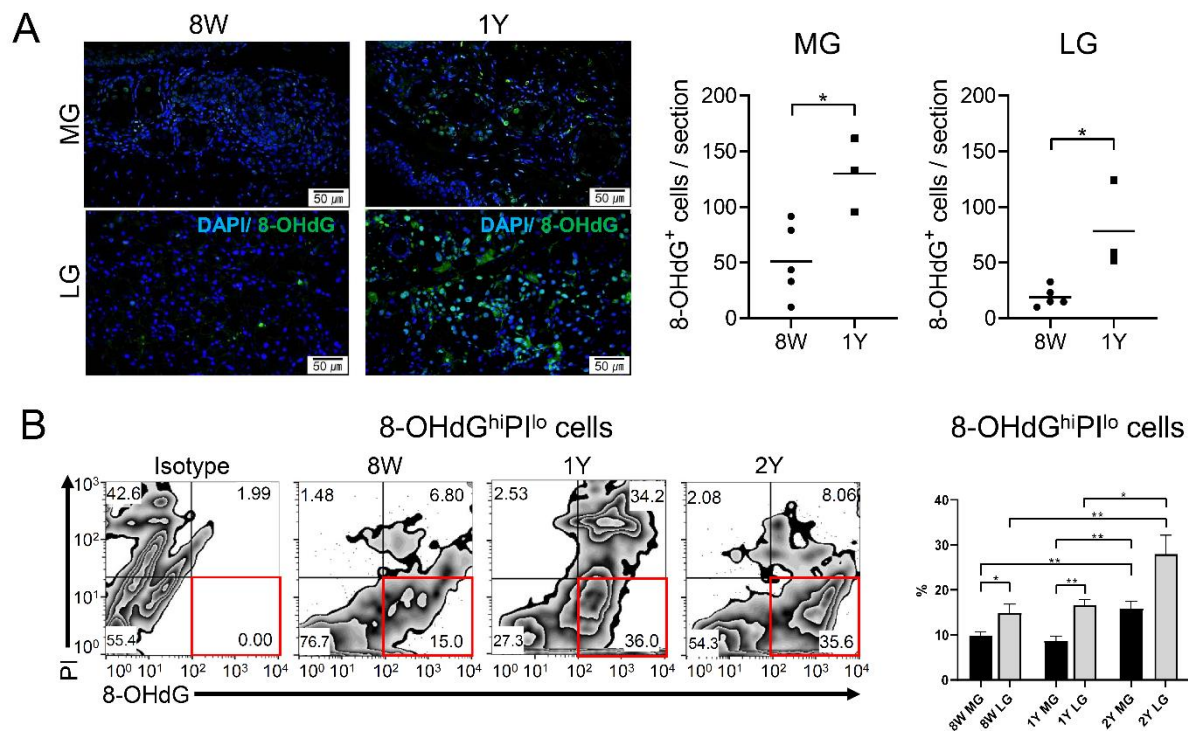 A
8W
1Y
MG
LG
50 µm
50 µm
DAPI/ 8-OHdG
50 µm
DAPI/ 8-OHdG
50 µm
MG
8-OHdG⁺ cells / section
200
150
100
50
0
*
8W
1Y
LG
8-OHdG⁺ cells / section
200
150
100
50
0
*
8W
1Y
B
8-OHdGʰⁱPIˡᵒ cells
Isotype
8W
1Y
2Y
PI
10³
10²
10¹
10⁰
42.6
1.99
55.4
0.00
10⁰ 10¹ 10² 10³ 10⁴
1.48
6.80
76.7
15.0
10⁰ 10¹ 10² 10³ 10⁴
2.53
34.2
27.3
36.0
10⁰ 10¹ 10² 10³ 10⁴
2.08
8.06
54.3
35.6
10⁰ 10¹ 10² 10³ 10⁴
8-OHdG
8-OHdGʰⁱPIˡᵒ cells
%
40
30
20
10
0
*
**
**
**
*
**
8W MG
8W LG
1Y MG
1Y LG
2Y MG
2Y LG